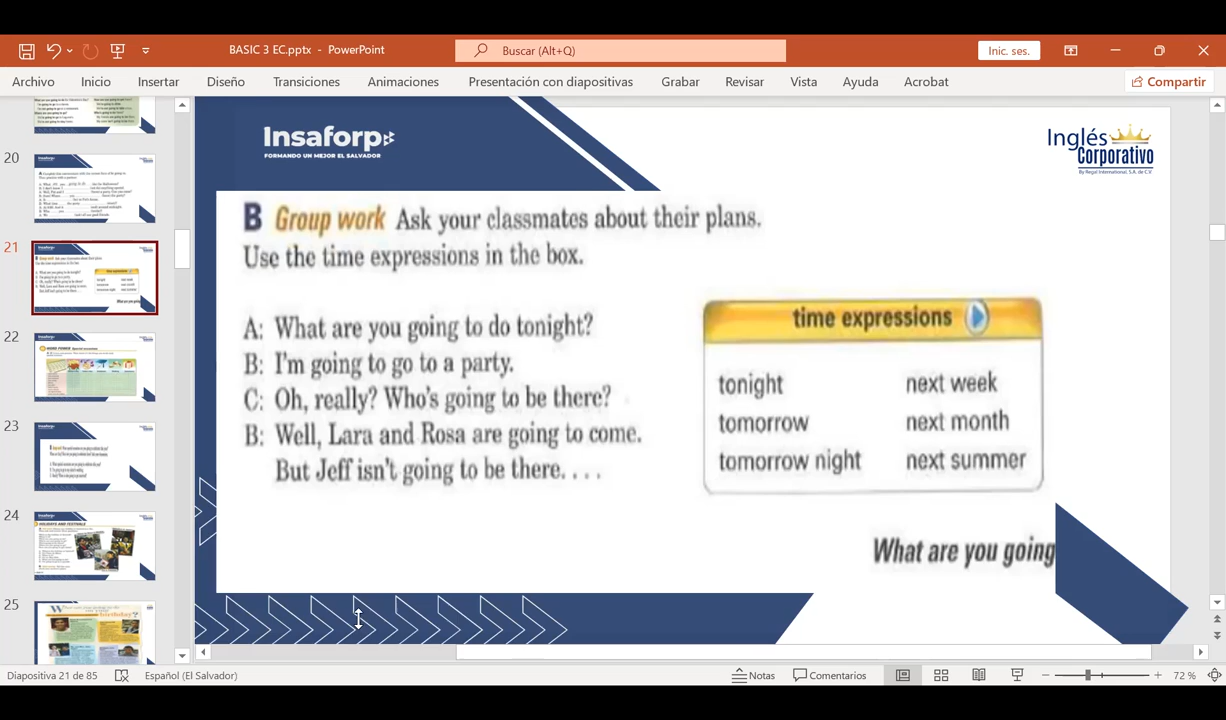 BASIC 3 EC.pptx - PowerPoint
Buscar (Alt+Q)
Inic. ses.
Archivo Inicio Insertar Diseño Transiciones Animaciones Presentación con diapositivas Grabar Revisar Vista Ayuda Acrobat Compartir
20
21
22
23
24
25
Insaforp
FORMANDO UN MEJOR EL SALVADOR
Inglés
Corporativo
By Regal International, S.A. de C.V
B Group work Ask your classmates about their plans.
Use the time expressions in the box.
A: What are you going to do tonight?
B: I'm going to go to a party.
C: Oh, really? Who's going to be there?
B: Well, Lara and Rosa are going to come.
But Jeff isn't going to be there. . . .
time expressions
tonight next week
tomorrow next month
tomorrow night next summer
What are you going
Diapositiva 21 de 85 Español (El Salvador) Notas Comentarios 72 %